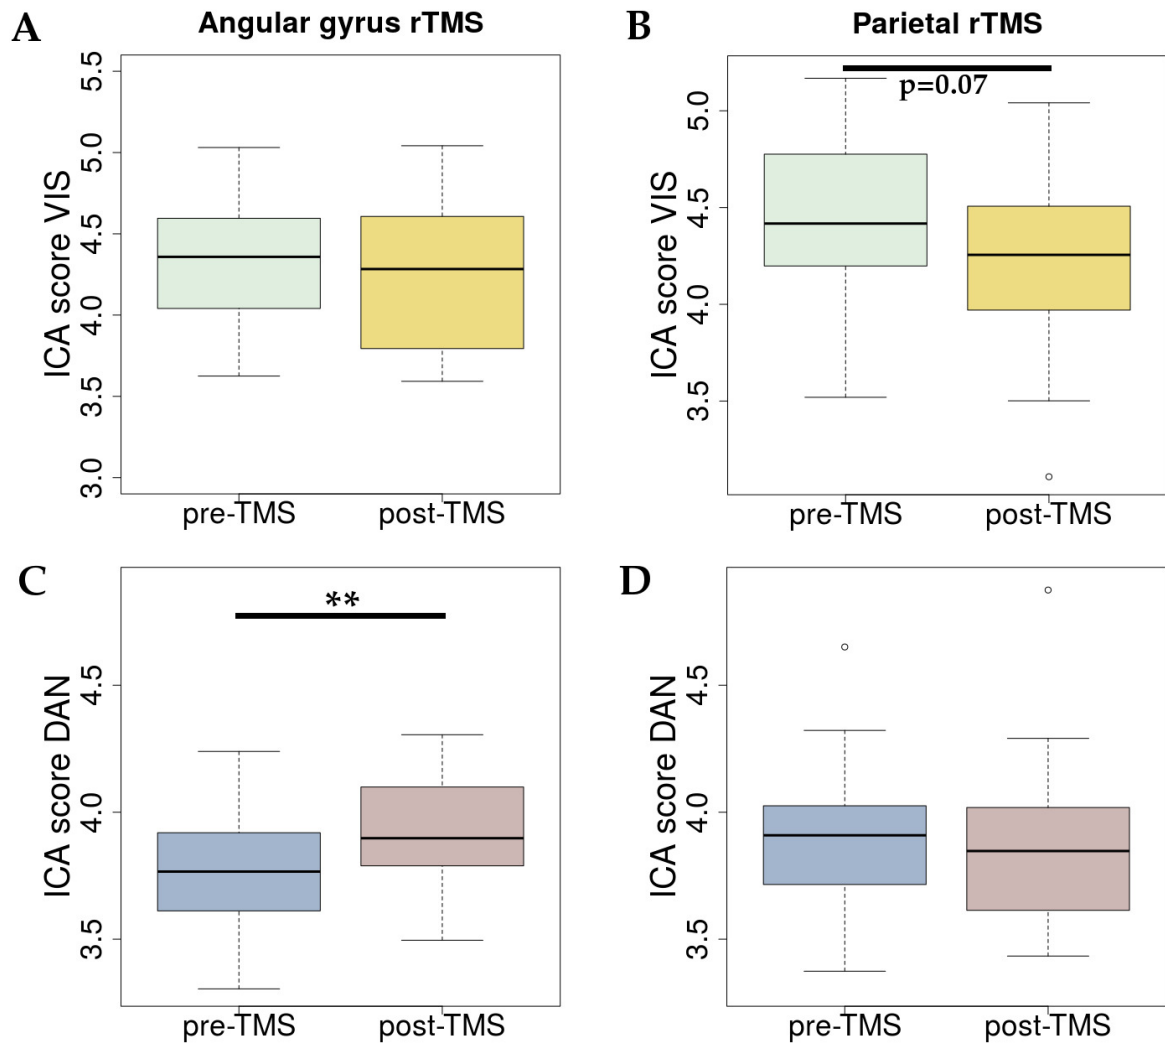 A
Angular gyrus rTMS
ICA score VIS
5.5
5.0
4.5
4.0
3.5
3.0
pre-TMS
post-TMS
B
Parietal rTMS
p=0.07
ICA score VIS
5.0
4.5
4.0
3.5
pre-TMS
post-TMS
C
**
ICA score DAN
4.5
4.0
3.5
pre-TMS
post-TMS
D
ICA score DAN
4.5
4.0
3.5
pre-TMS
post-TMS